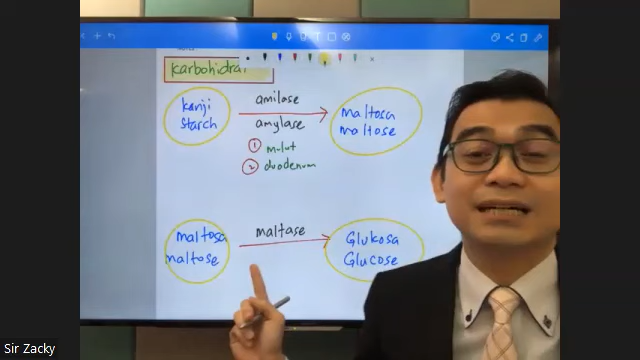 Karbohidrat
kanji
starch
amilase
amylase
① mulut
② duodenum
maltosa
maltose
maltosa
maltose
maltase
Glukosa
Glucose
Sir Zacky